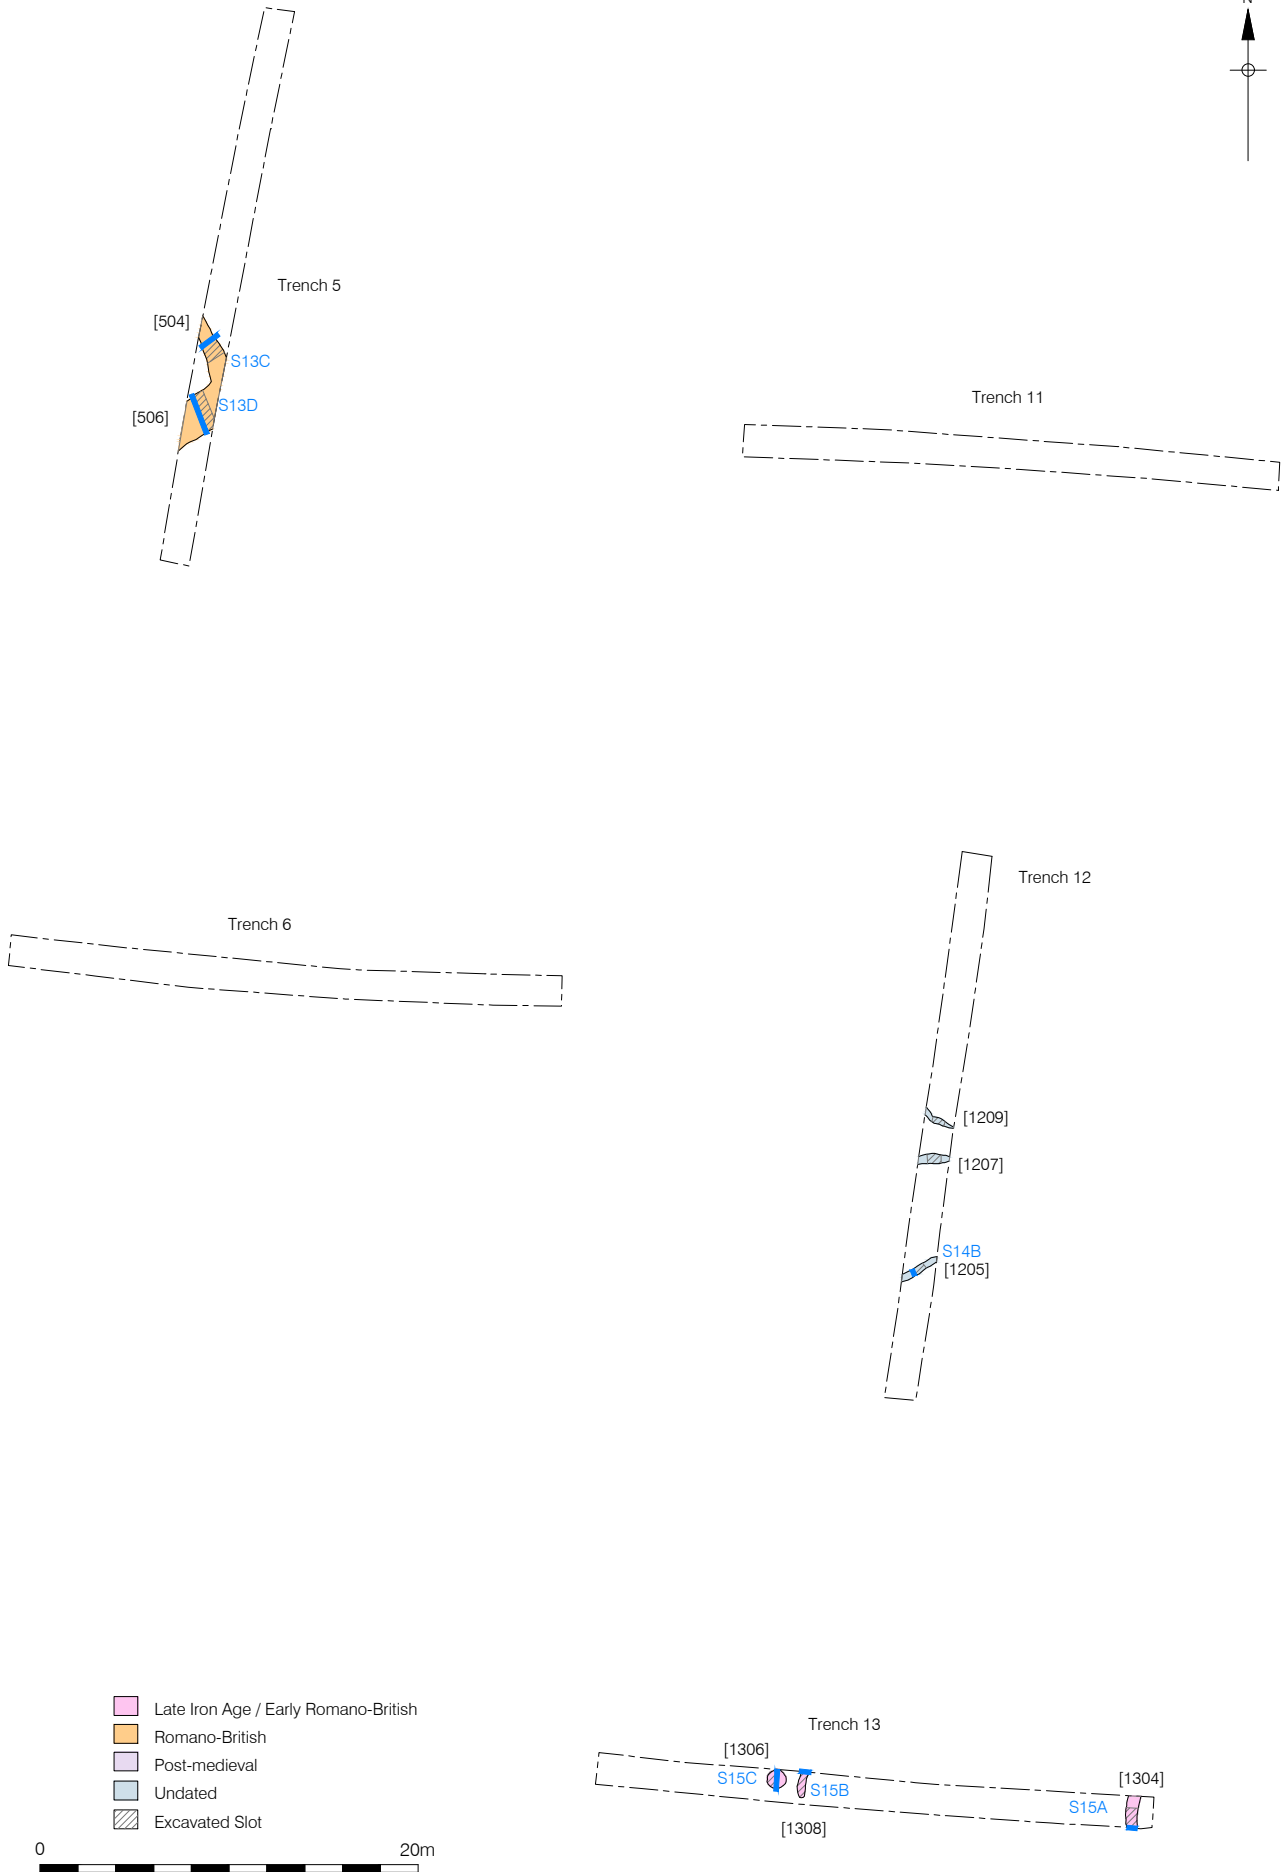 N
Trench 5
[504]
S13C
[506]
S13D
Trench 11
Trench 12
Trench 6
[1209]
[1207]
S14B
[1205]
Late Iron Age / Early Romano-British
Romano-British
Post-medieval
Undated
Excavated Slot
0 20m
Trench 13
[1306]
S15C
S15B
[1308]
[1304]
S15A